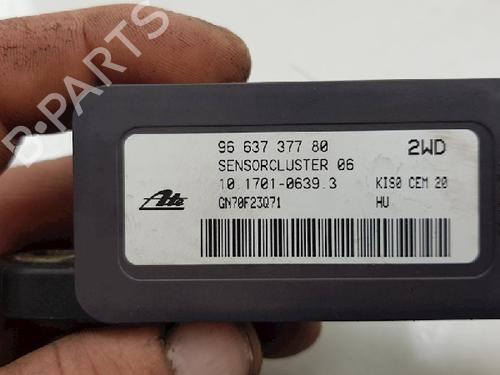 B-PARTS
96 637 377 80 2WD
SENSORCLUSTER 06
10.1701-0639.3 KIS0 CEM 20
Ate GN70F23Q71 HU